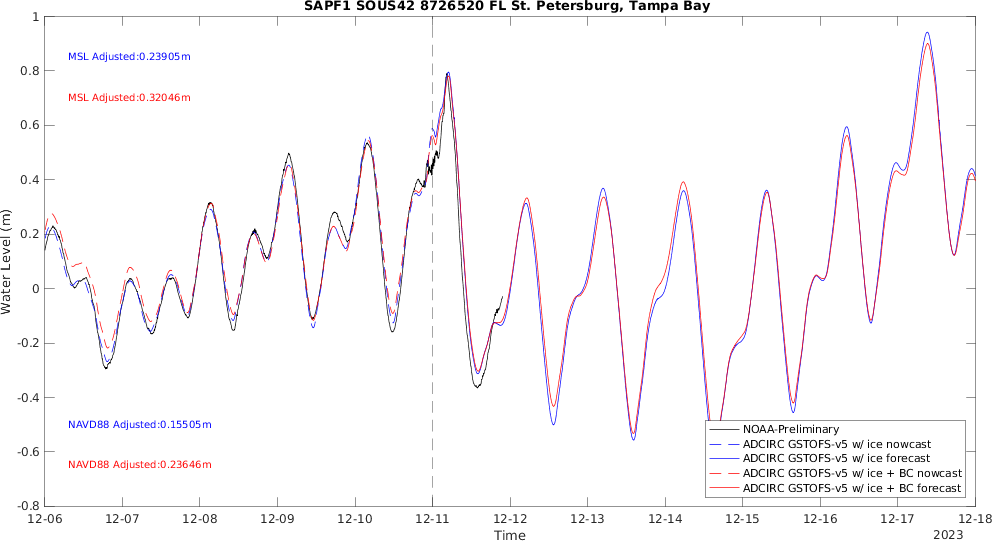 SAPF1 SOUS42 8726520 FL St. Petersburg, Tampa Bay
MSL Adjusted:0.23905m
MSL Adjusted:0.32046m
NAVD88 Adjusted:0.15505m
NAVD88 Adjusted:0.23646m
Water Level (m)
1
0.8
0.6
0.4
0.2
0
-0.2
-0.4
-0.6
-0.8
NOAA-Preliminary
ADCIRC GSTOFS-v5 w/ ice nowcast
ADCIRC GSTOFS-v5 w/ ice forecast
ADCIRC GSTOFS-v5 w/ ice + BC nowcast
ADCIRC GSTOFS-v5 w/ ice + BC forecast
12-06 12-07 12-08 12-09 12-10 12-11 12-12 12-13 12-14 12-15 12-16 12-17 12-18
Time
2023